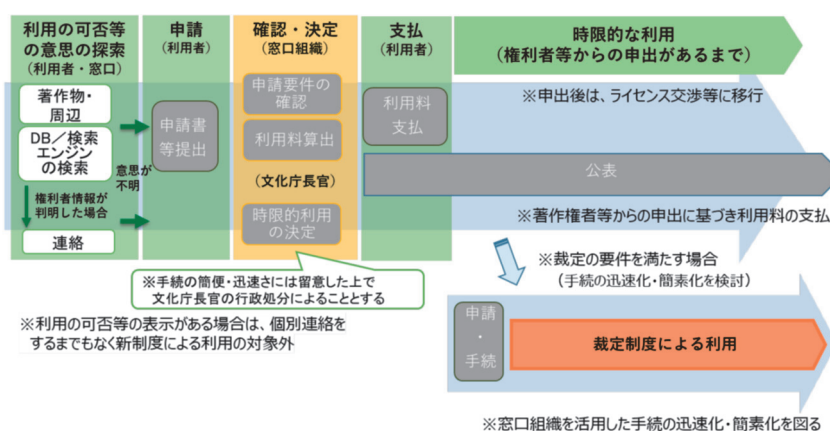 利用の可否等
の意思の探索
(利用者・窓口)
著作物・
周辺
DB/検索
エンジン
の検索
意思が
不明
権利者情報が
判明した場合
連絡
申請
(利用者)
申請書
等提出
確認・決定
(窓口組織)
申請要件の
確認
利用料算出
(文化庁長官)
時限的利用
の決定
支払
(利用者)
利用料
支払
時限的な利用
(権利者等からの申出があるまで)
※申出後は、ライセンス交渉等に移行
公表
※著作権者等からの申出に基づき利用料の支払
※手続の簡便・迅速さには留意した上で
文化庁長官の行政処分によることとする
※裁定の要件を満たす場合
(手続の迅速化・簡素化を検討)
※利用の可否等の表示がある場合は、個別連絡を
するまでもなく新制度による利用の対象外
申請
・
手続
裁定制度による利用
※窓口組織を活用した手続の迅速化・簡素化を図る